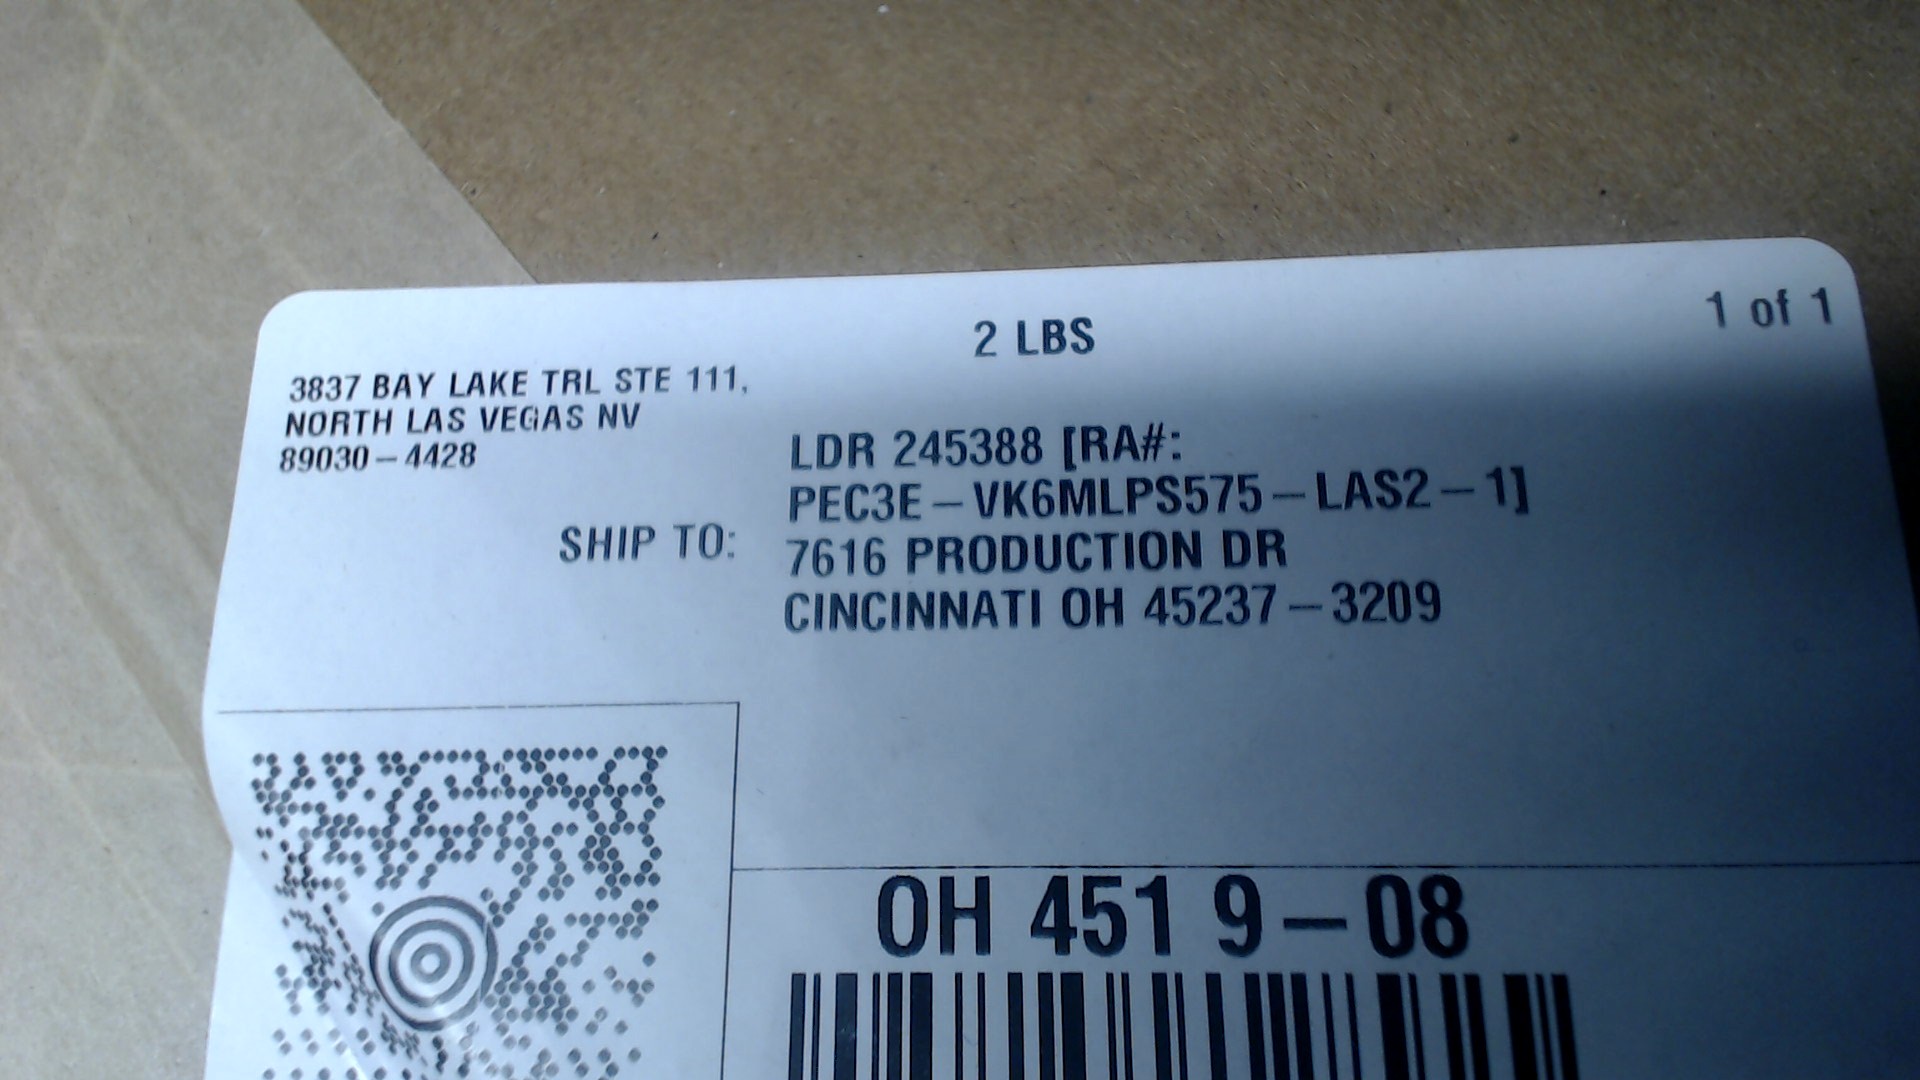 2 LBS
1 of 1
3837 BAY LAKE TRL STE 111,
NORTH LAS VEGAS NV
89030-4428
LDR 245388 [RA#:
PEC3E-VK6MLPS575-LAS2-1]
SHIP TO: 7616 PRODUCTION DR
CINCINNATI OH 45237-3209
OH 451 9-08